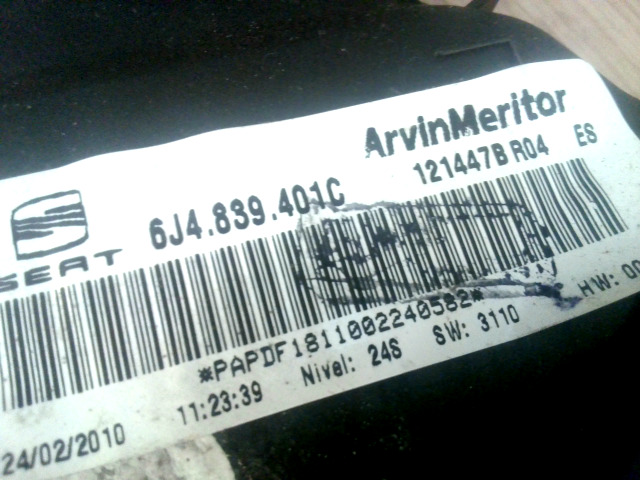 ArvinMeritor
121447B R04 ES
SEAT
6J4.839.401C
*PAPDF1811002240582*
24/02/2010 11:23:39 Nivel: 24S SW: 3110 HW: 00